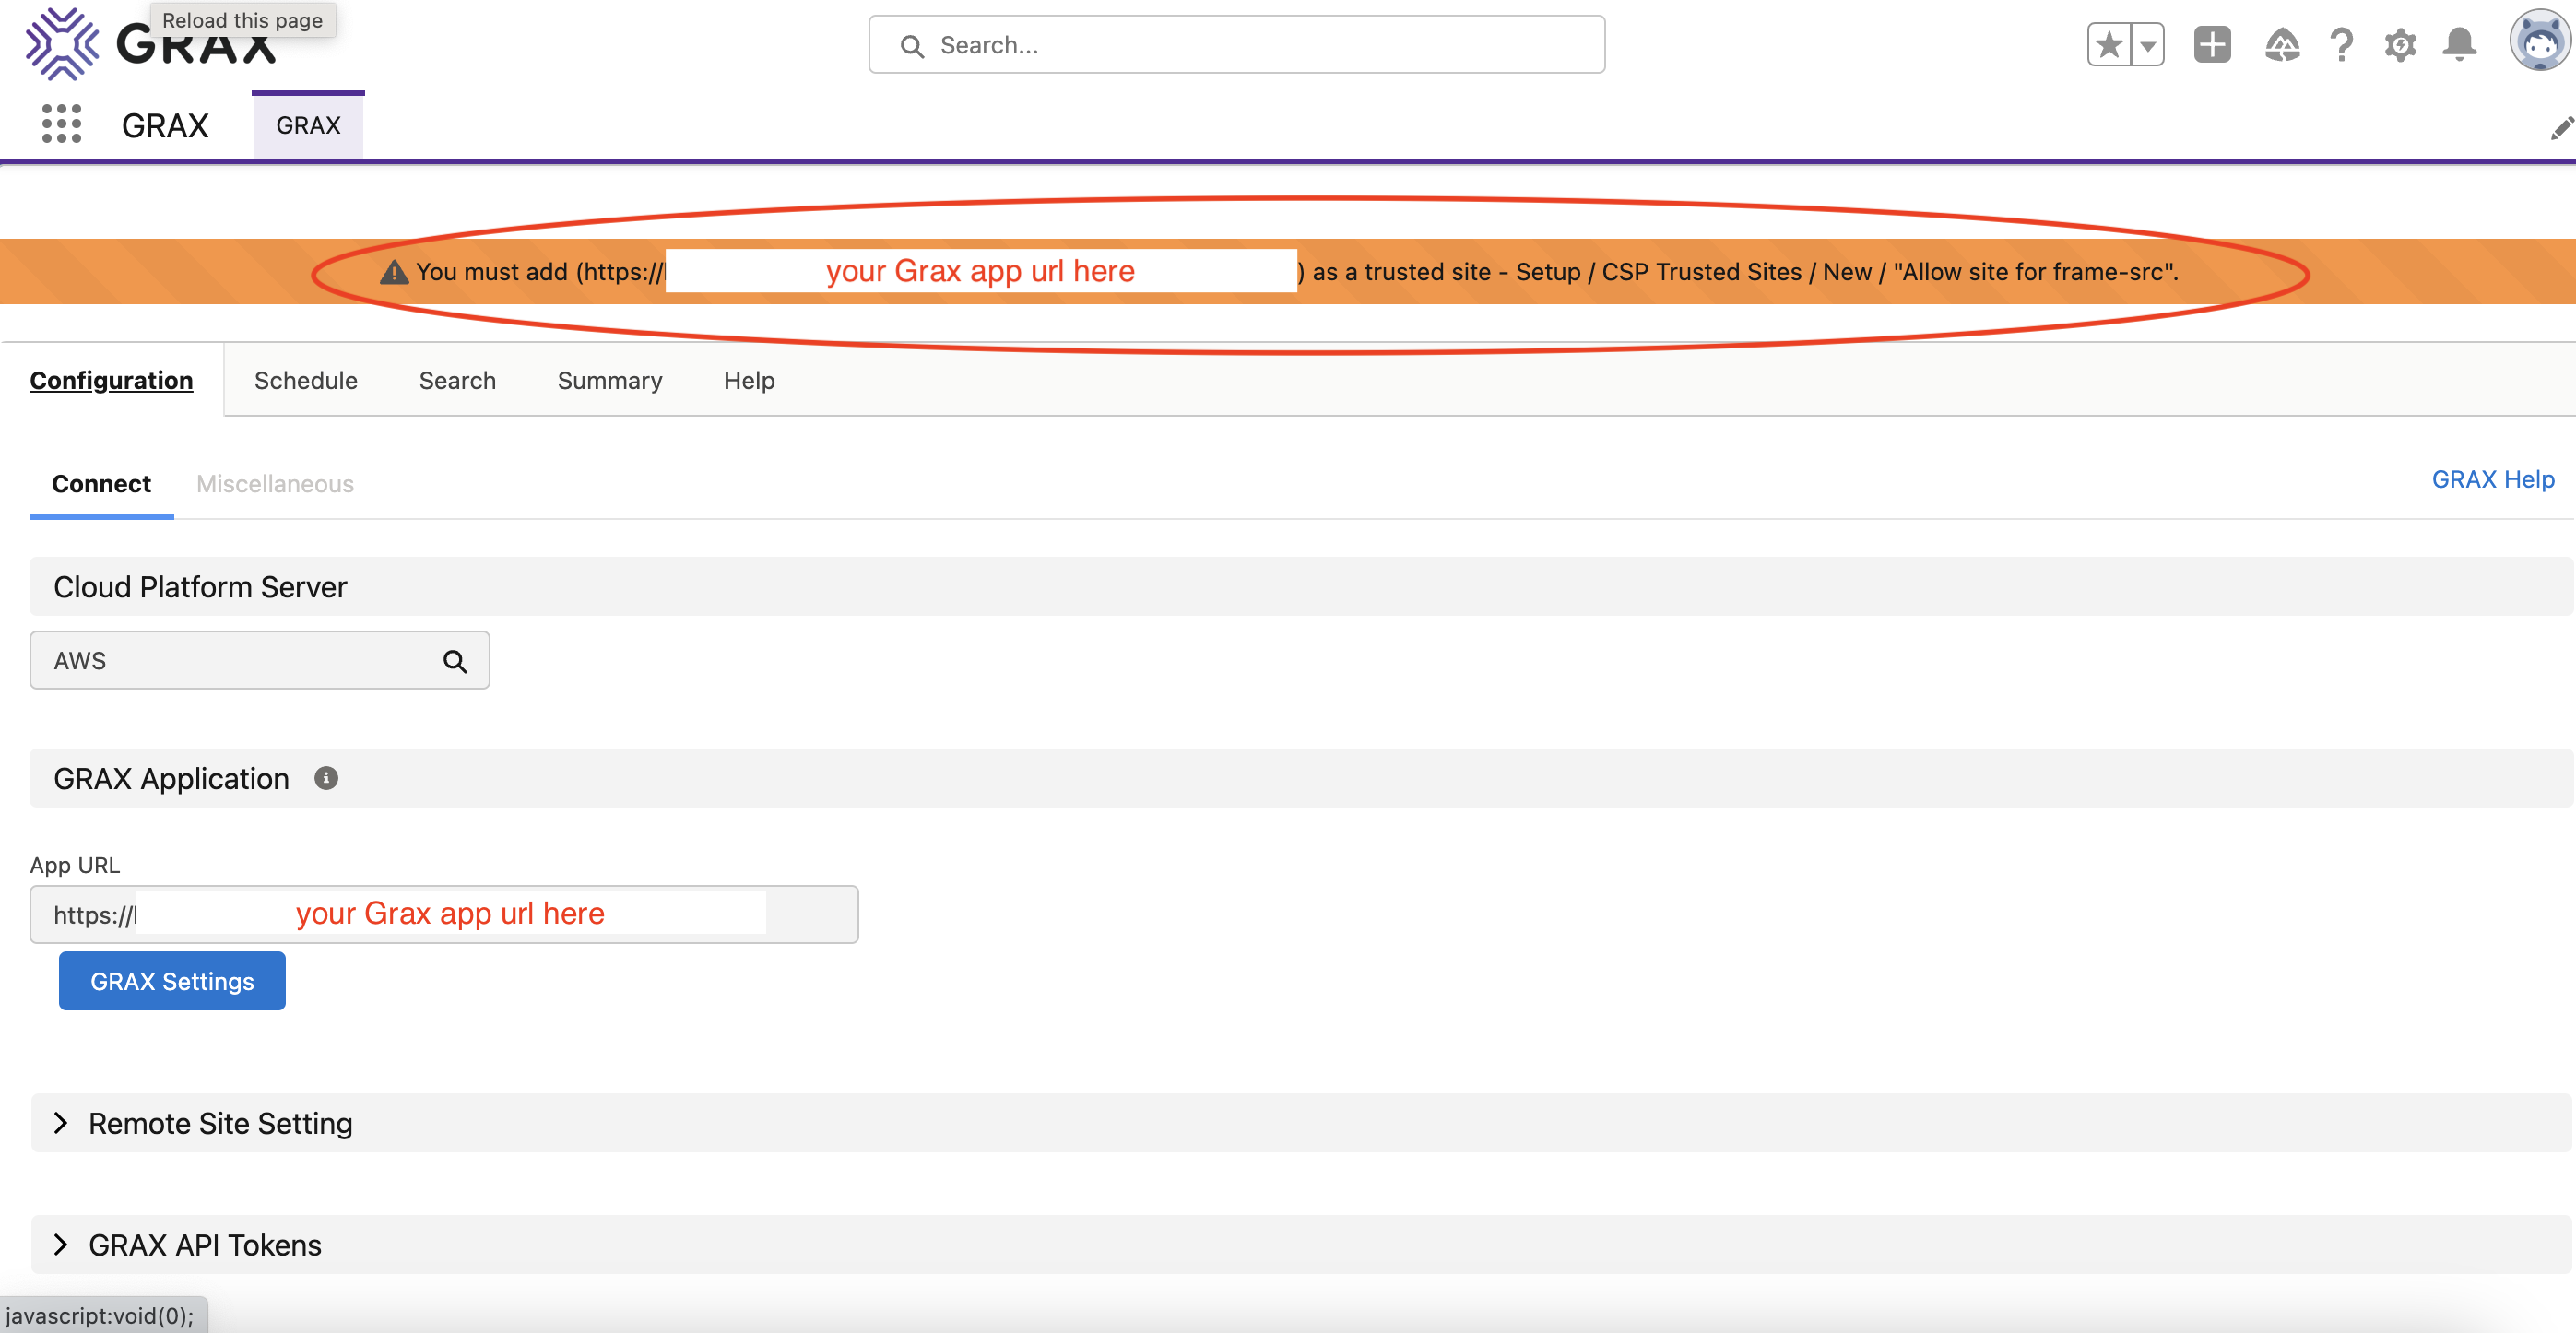 Reload this page
GRAX
Search...
GRAX
GRAX
You must add (https:// your Grax app url here ) as a trusted site - Setup / CSP Trusted Sites / New / "Allow site for frame-src".
Configuration
Schedule
Search
Summary
Help
Connect
Miscellaneous
GRAX Help
Cloud Platform Server
AWS
GRAX Application
App URL
https:// your Grax app url here
GRAX Settings
Remote Site Setting
GRAX API Tokens
javascript:void(0);